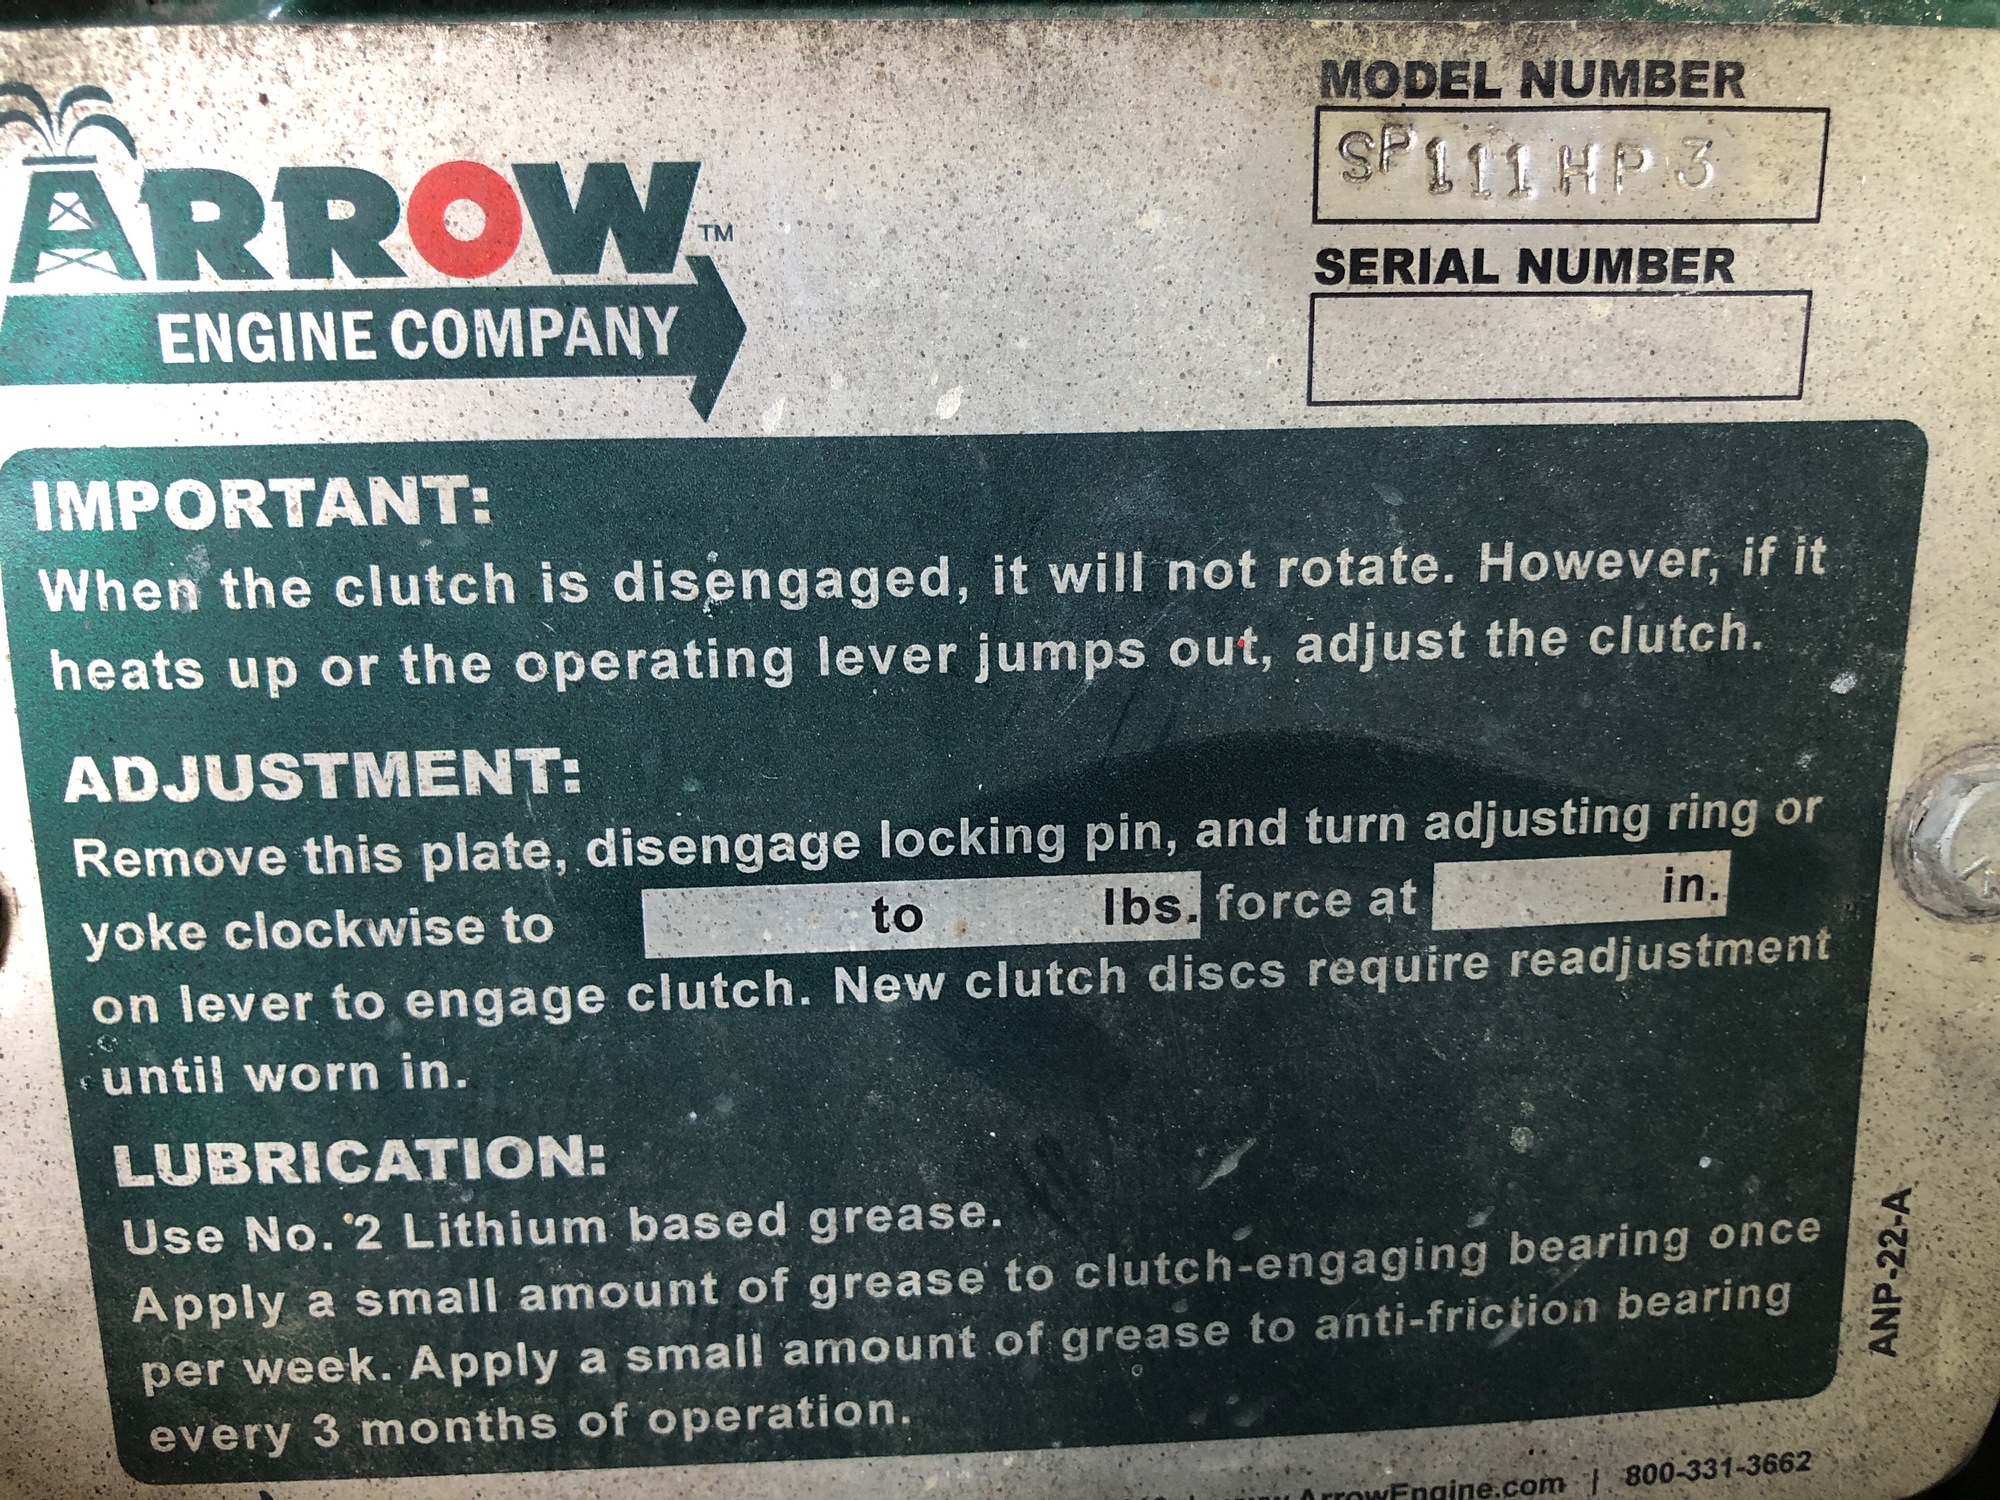 ARROW™
ENGINE COMPANY
MODEL NUMBER
SP111HP3
SERIAL NUMBER
IMPORTANT:
When the clutch is disengaged, it will not rotate. However, if it
heats up or the operating lever jumps out, adjust the clutch.
ADJUSTMENT:
Remove this plate, disengage locking pin, and turn adjusting ring or
yoke clockwise to to lbs. force at in.
on lever to engage clutch. New clutch discs require readjustment
until worn in.
LUBRICATION:
Use No. 2 Lithium based grease.
Apply a small amount of grease to clutch-engaging bearing once
per week. Apply a small amount of grease to anti-friction bearing
every 3 months of operation.
ANP-22-A
www.ArrowEngine.com | 800-331-3662